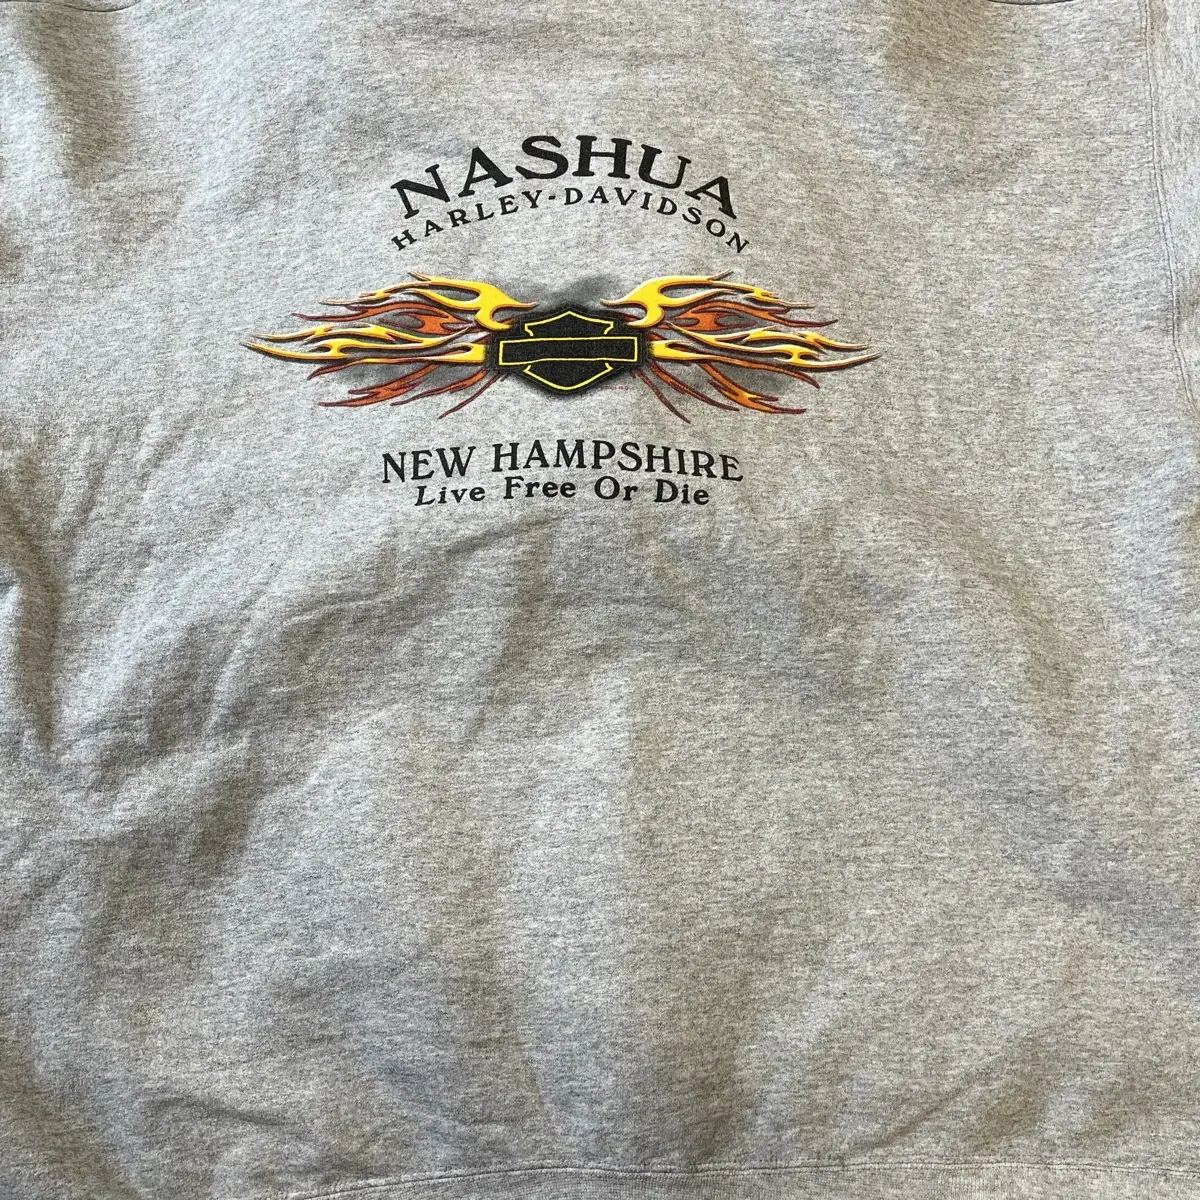 NASHUA
HARLEY-DAVIDSON
NEW HAMPSHIRE
Live Free Or Die